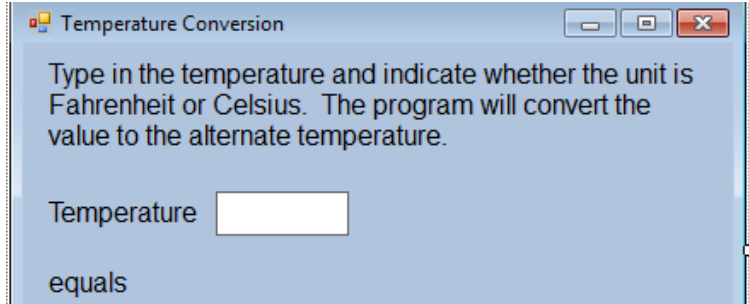 Temperature Conversion
Type in the temperature and indicate whether the unit is
Fahrenheit or Celsius.  The program will convert the
value to the alternate temperature.
Temperature
equals